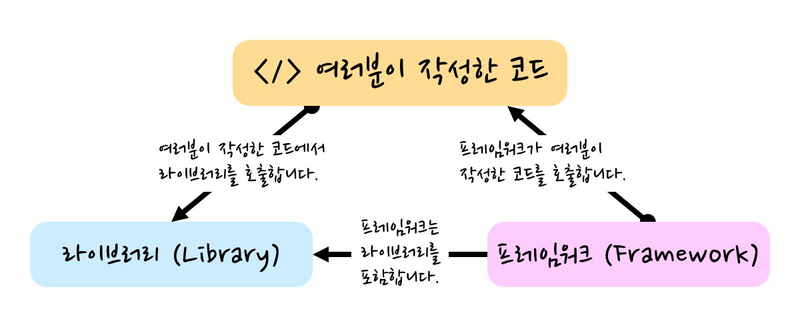 </> 여러분이 작성한 코드
여러분이 작성한 코드에서
라이브러리를 호출합니다.
프레임워크가 여러분이
작성한 코드를 호출합니다.
라이브러리 (Library)
프레임워크는
라이브러리를
포함합니다.
프레임워크 (Framework)